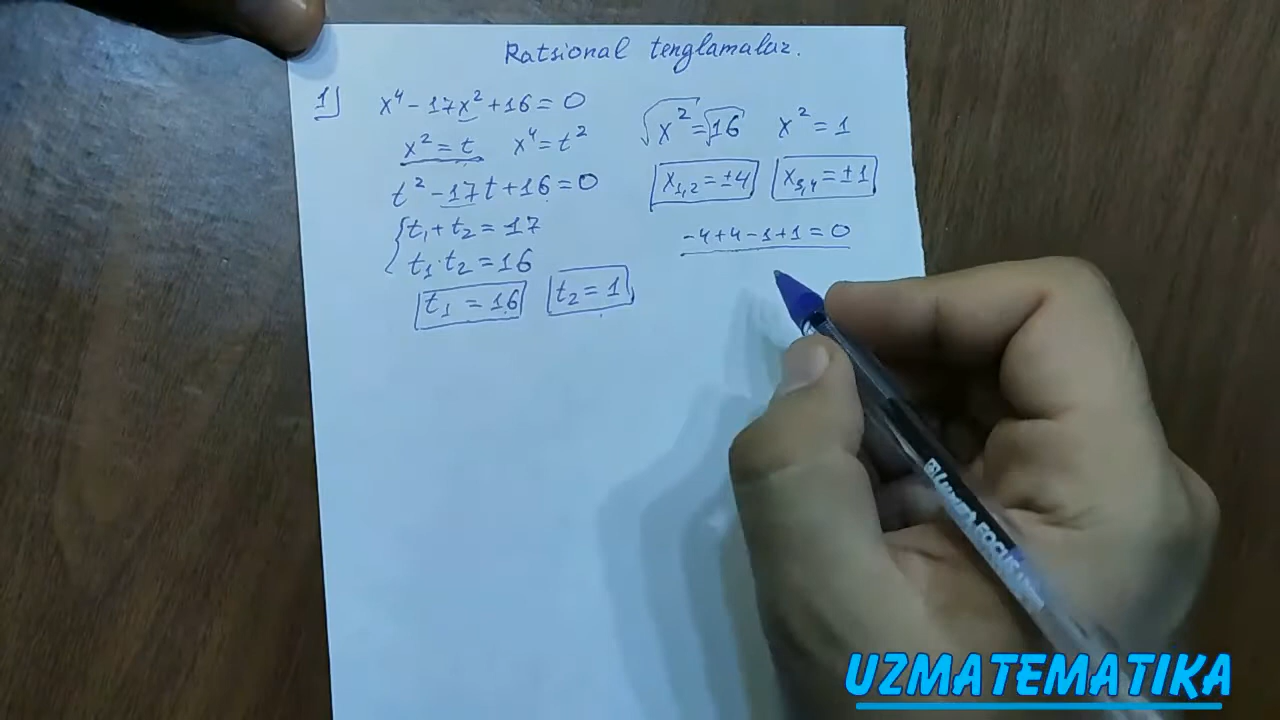 Ratsional tenglamalar.
1) x⁴ - 17x² + 16 = 0
x² = t x⁴ = t²
t² - 17t + 16 = 0
t₁ + t₂ = 17
t₁ · t₂ = 16
t₁ = 16 t₂ = 1
√x² = √16 x² = 1
x₁,₂ = ±4 x₃,₄ = ±1
-4+4-1+1=0
UZMATEMATIKA